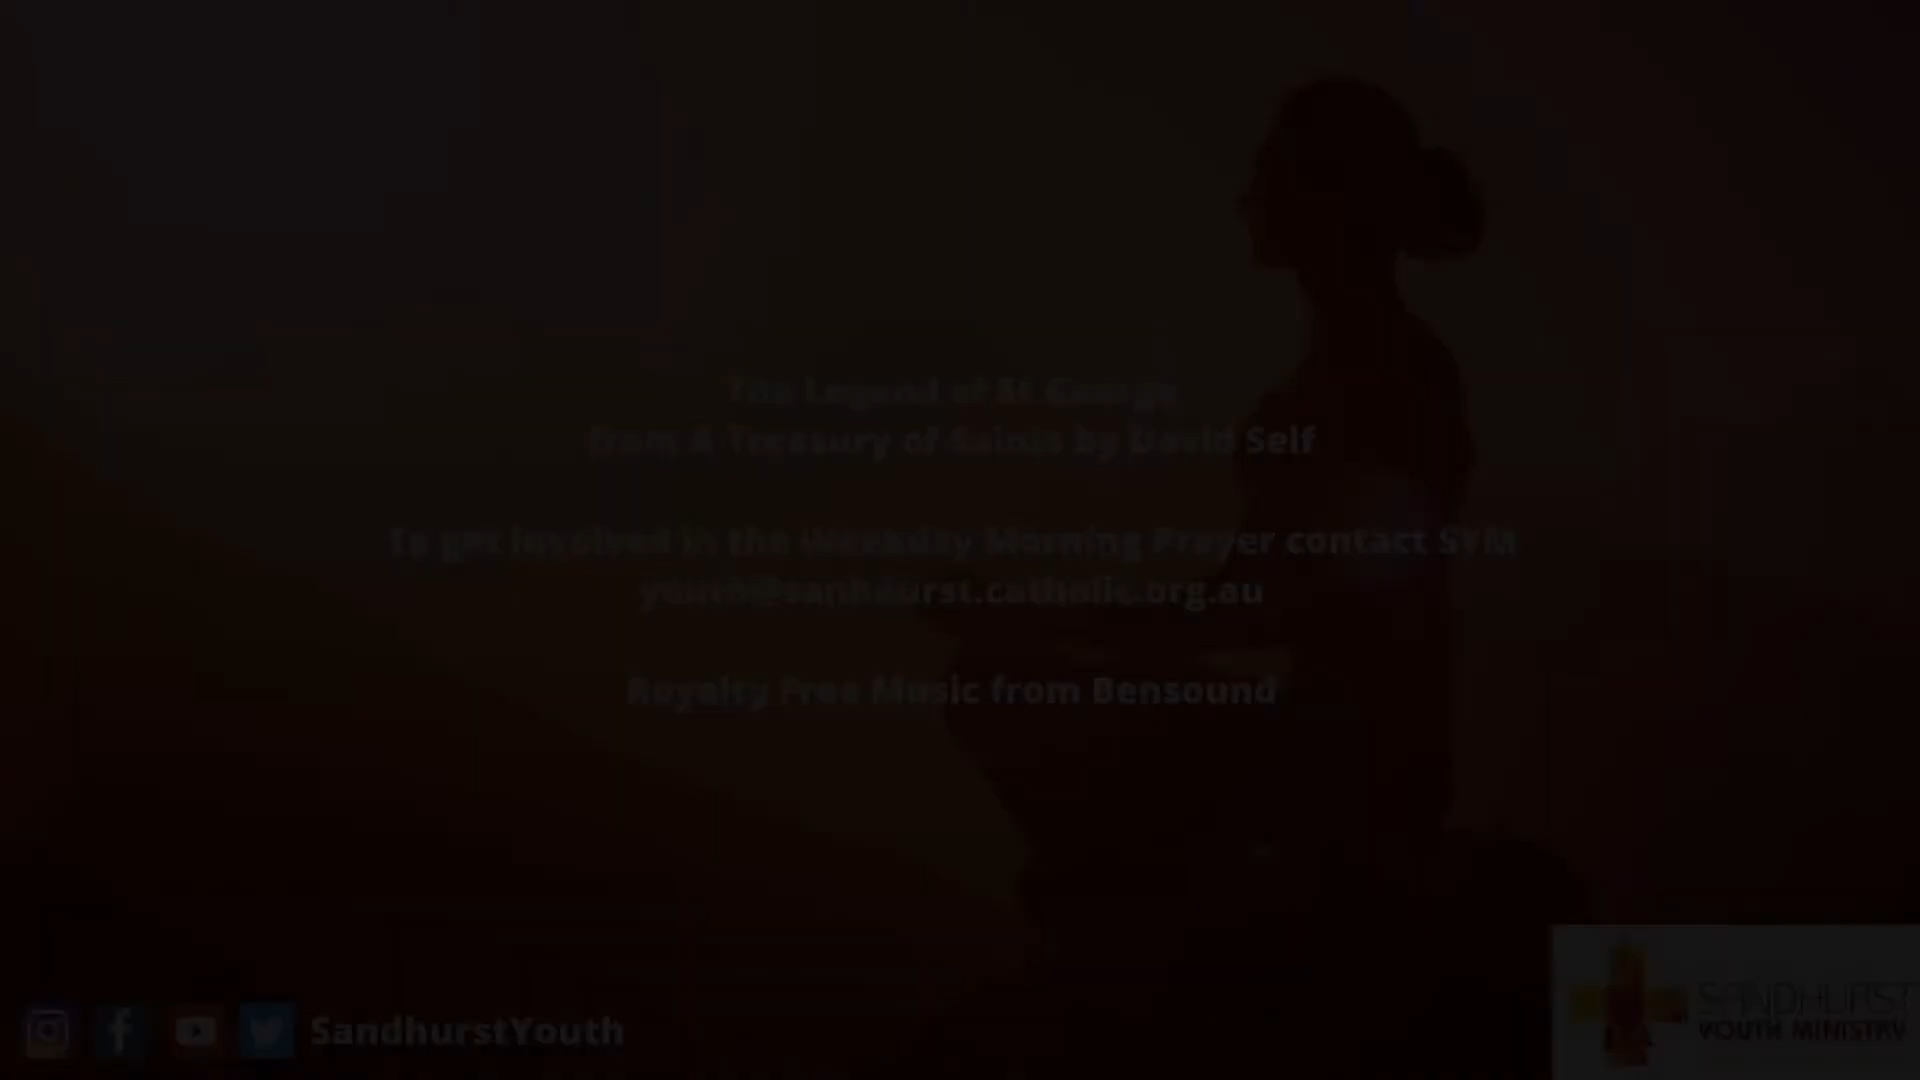 The Legend of St George
from A Treasury of Saints by David Self
To get involved in the Weekday Morning Prayer contact SYM
youth@sanhdurst.catholic.org.au
Royalty Free Music from Bensound
SandhurstYouth
SANDHURST
YOUTH MINISTRY